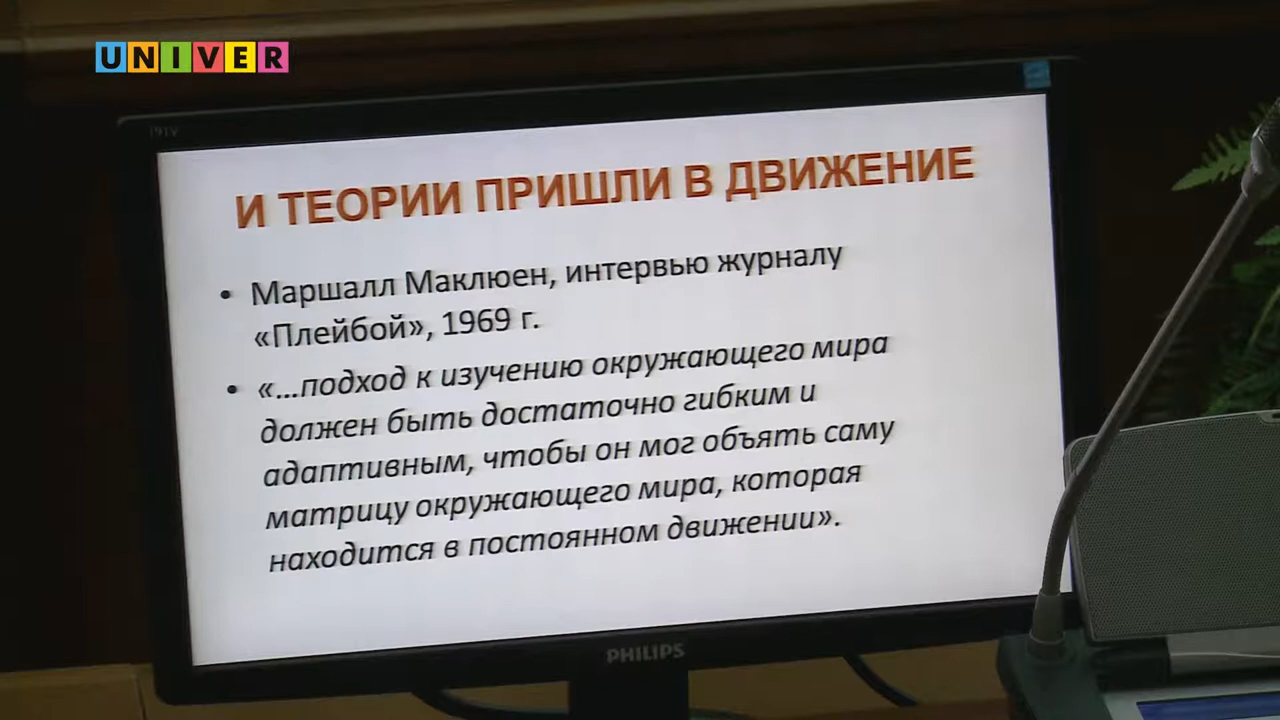 UNIVER
191V
И ТЕОРИИ ПРИШЛИ В ДВИЖЕНИЕ
• Маршалл Маклюен, интервью журналу
«Плейбой», 1969 г.
• «...подход к изучению окружающего мира
должен быть достаточно гибким и
адаптивным, чтобы он мог объять саму
матрицу окружающего мира, которая
находится в постоянном движении».
PHILIPS